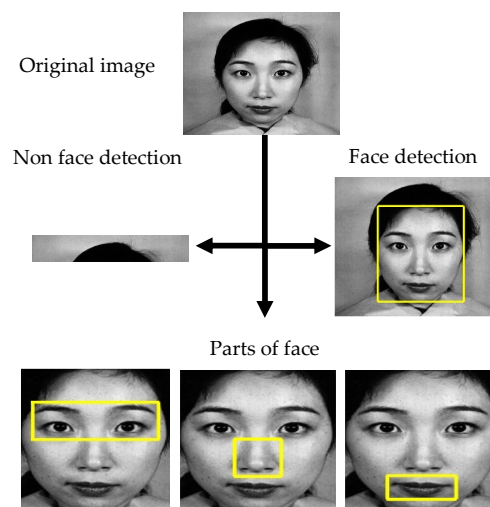 Original image
Non face detection
Face detection
Parts of face